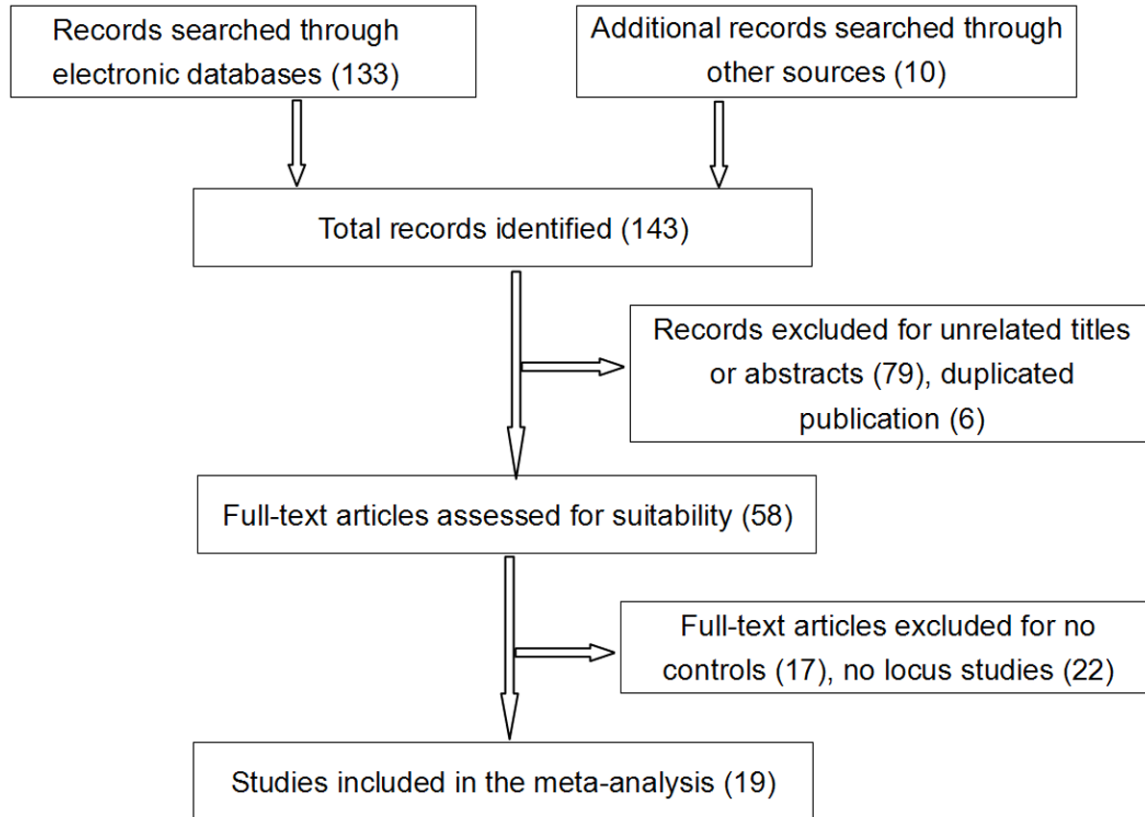 Records searched through
electronic databases (133)
Additional records searched through
other sources (10)
Total records identified (143)
Records excluded for unrelated titles
or abstracts (79), duplicated
publication (6)
Full-text articles assessed for suitability (58)
Full-text articles excluded for no
controls (17), no locus studies (22)
Studies included in the meta-analysis (19)